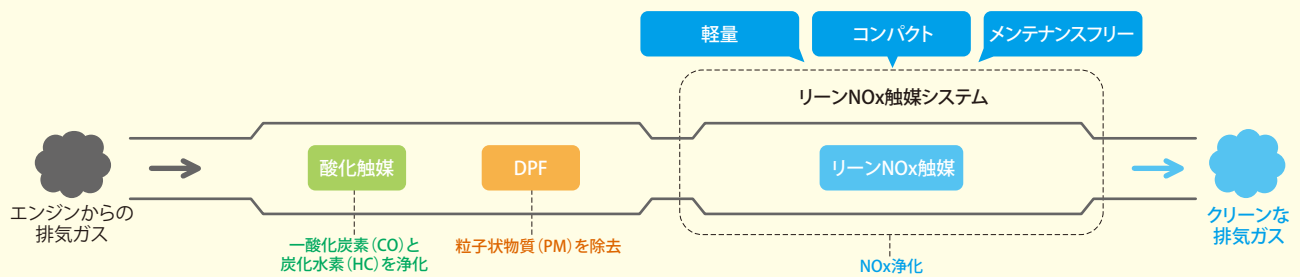 軽量
コンパクト
メンテナンスフリー
リーンNOx触媒システム
酸化触媒
DPF
リーンNOx触媒
エンジンからの
排気ガス
クリーンな
排気ガス
一酸化炭素（CO）と
炭化水素（HC）を浄化
粒子状物質（PM）を除去
NOx浄化